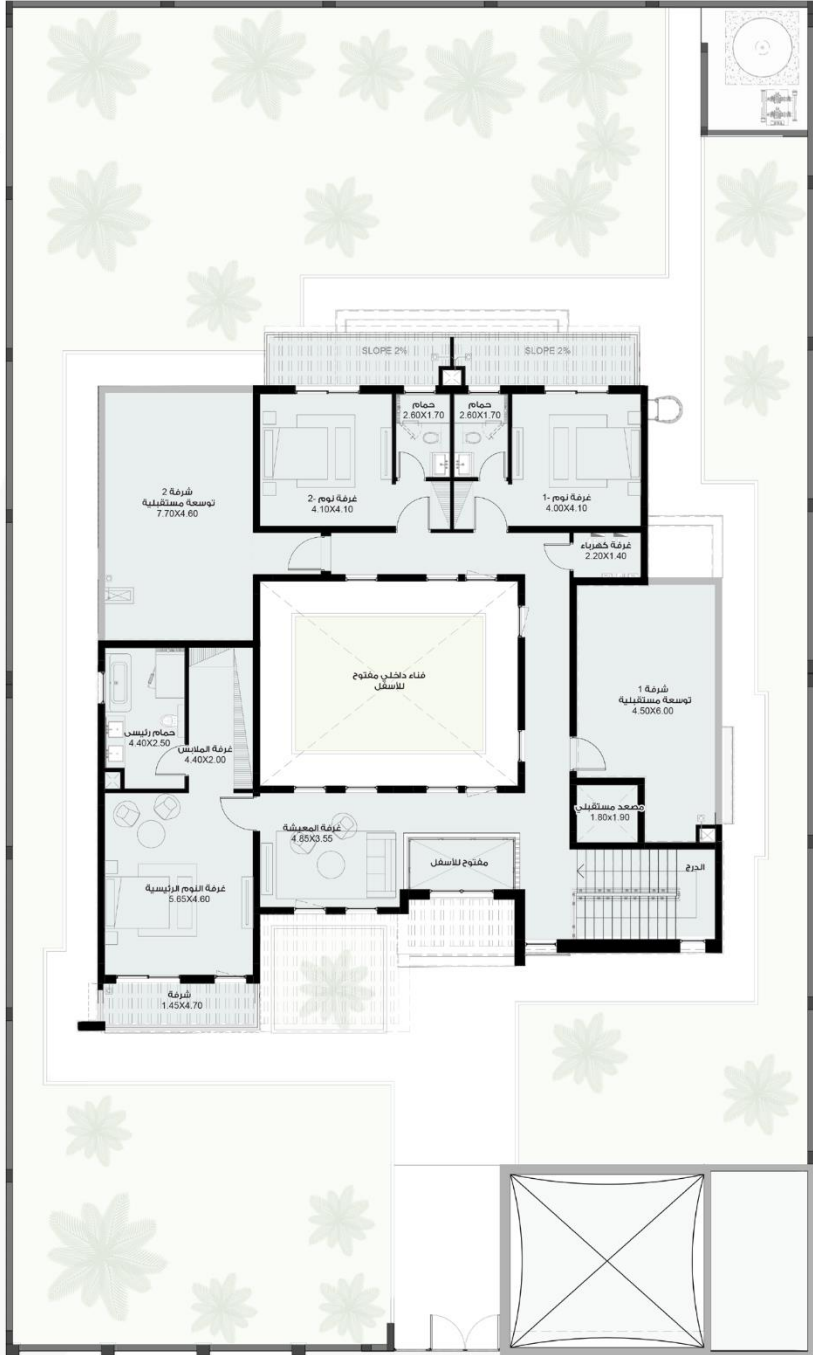 SLOPE 2%
SLOPE 2%
حمام
2.60X1.70
حمام
2.60X1.70
غرفة نوم -2
4.10X4.10
غرفة نوم -1
4.00X4.10
شرفة 2
توسعة مستقبلية
7.70X4.60
غرفة كهرباء
2.20X1.40
فناء داخلي مفتوح
للأسفل
شرفة 1
توسعة مستقبلية
4.50X6.00
حمام رئيسى
4.40X2.50
غرفة الملابس
4.40X2.00
مصعد مستقبلي
1.80x1.90
غرفة المعيشة
4.85X3.55
مفتوح للأسفل
الدرج
غرفة النوم الرئيسية
5.65X4.60
شرفة
1.45X4.70